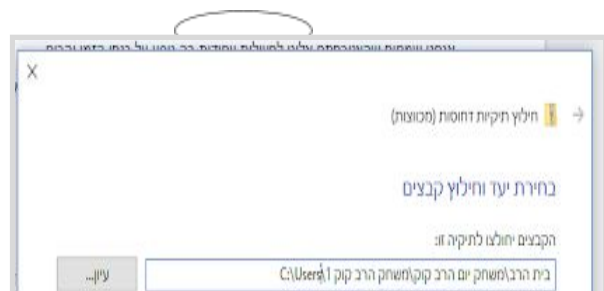 X
חילוץ תיקיות דחוסות (מכווצות)
בחירת יעד וחילוץ קבצים
הקבצים יחולצו לתיקיה זו:
בית הרב\משחק יום הרב קוק\משחק הרב קוק 1\C:\Users
עיון...